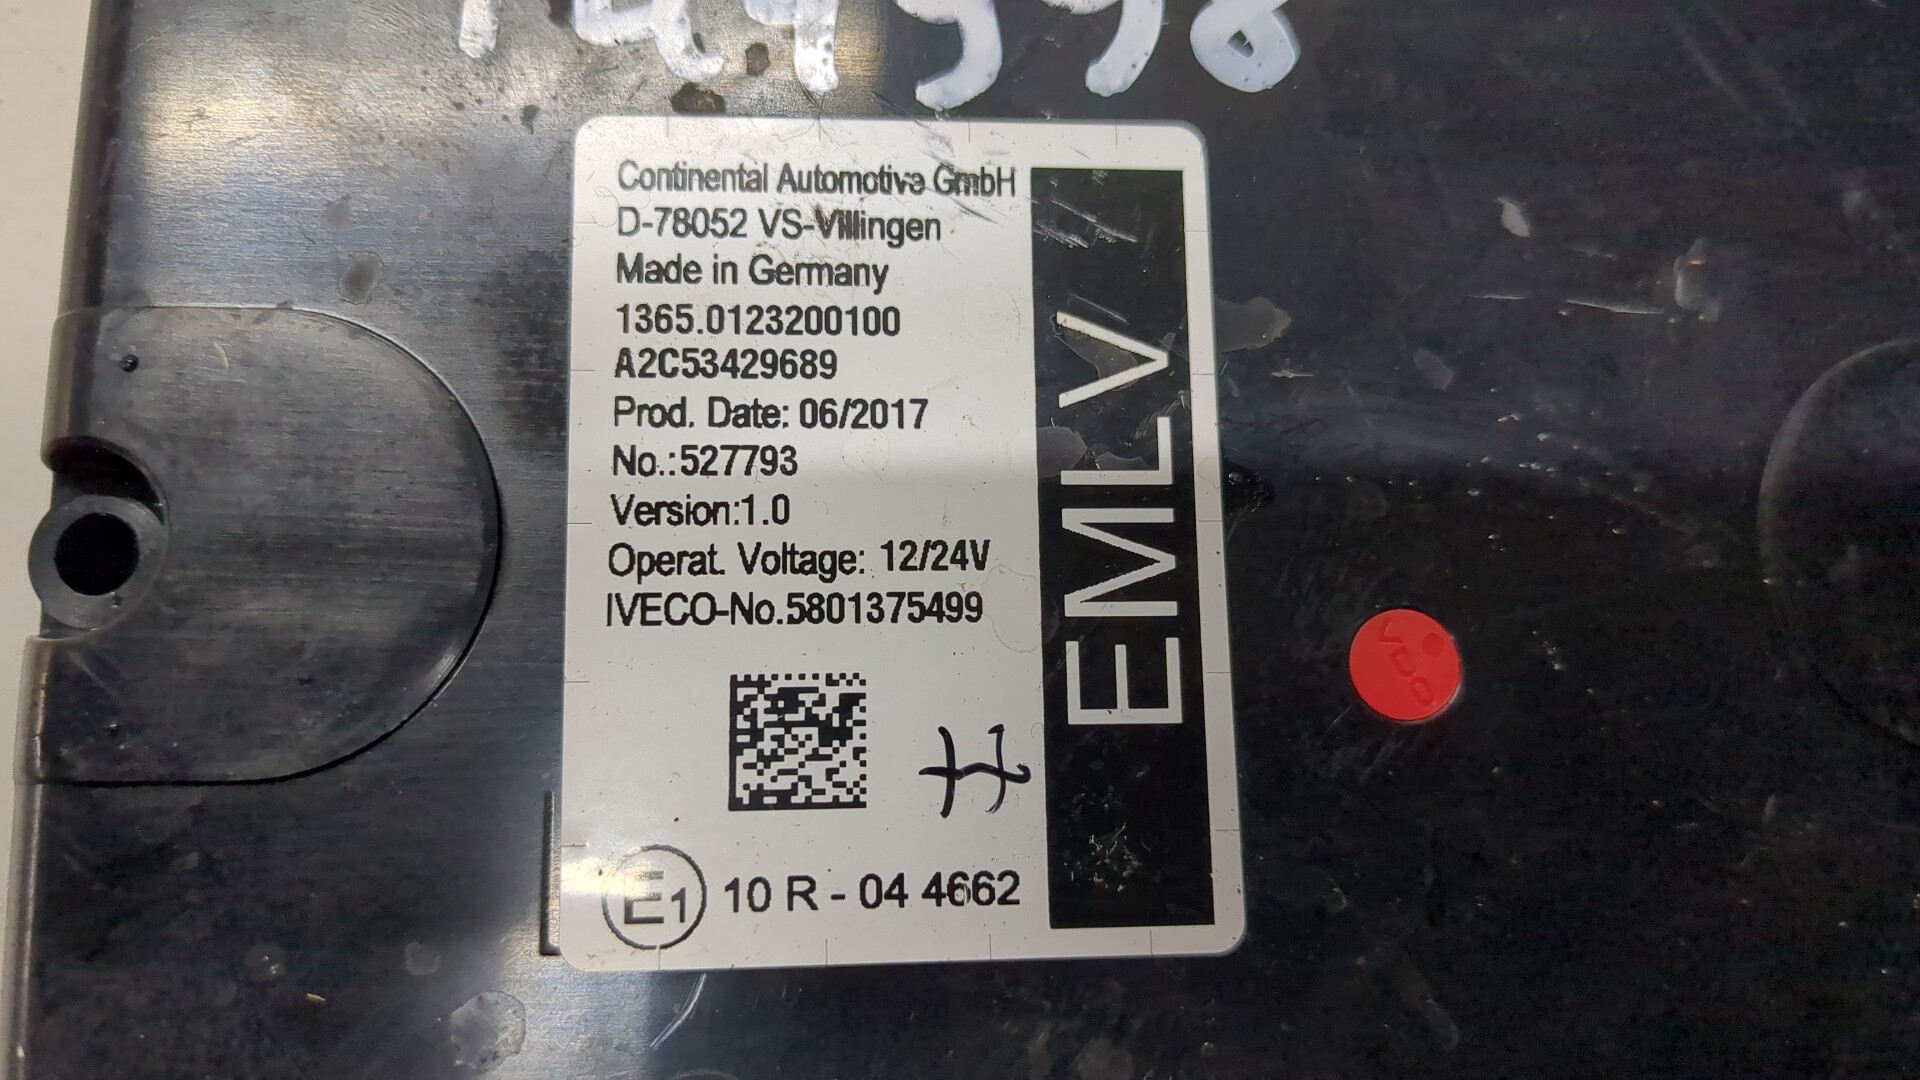 Continental Automotive GmbH
D-78052 VS-Villingen
Made in Germany
1365.0123200100
A2C53429689
Prod. Date: 06/2017
No.:527793
Version:1.0
Operat. Voltage: 12/24V
IVECO-No.5801375499
E1 10 R - 04 4662
EMLV
VDO